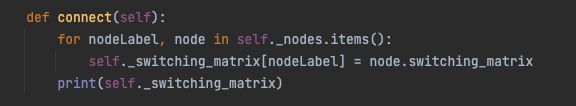 def connect(self):
    for nodeLabel, node in self._nodes.items():
        self._switching_matrix[nodeLabel] = node.switching_matrix
    print(self._switching_matrix)